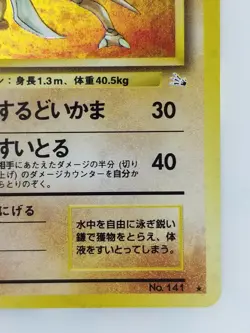 ン：身長1.3m、体重40.5kg
するどいかま 30
すいとる 40
相手にあたえたダメージの半分（切り
上げ）のダメージカウンターを自分か
らとりのぞく。
にげる
水中を自由に泳ぎ鋭い
鎌で獲物をとらえ、体
液をすいとってしまう。
No. 141 ★